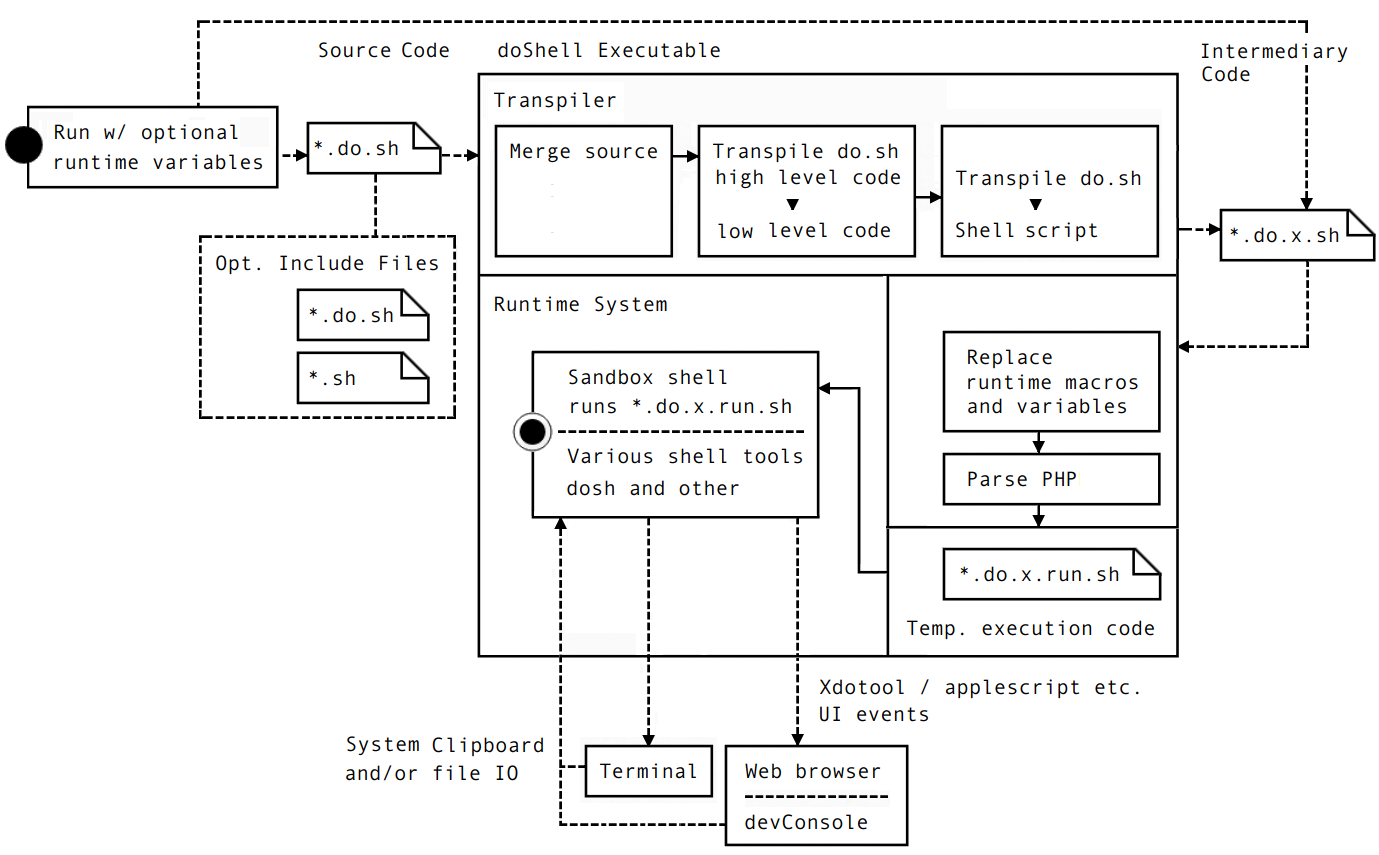 Source Code
doShell Executable
Intermediary
Code
Run w/ optional
runtime variables
*.do.sh
Transpiler
Merge source
Transpile do.sh
high level code
▼
low level code
Transpile do.sh
▼
Shell script
*.do.x.sh
Opt. Include Files
*.do.sh
*.sh
Runtime System
Sandbox shell
runs *.do.x.run.sh
Various shell tools
dosh and other
Replace
runtime macros
and variables
Parse PHP
*.do.x.run.sh
Temp. execution code
Xdotool / applescript etc.
UI events
System Clipboard
and/or file IO
Terminal
Web browser
devConsole